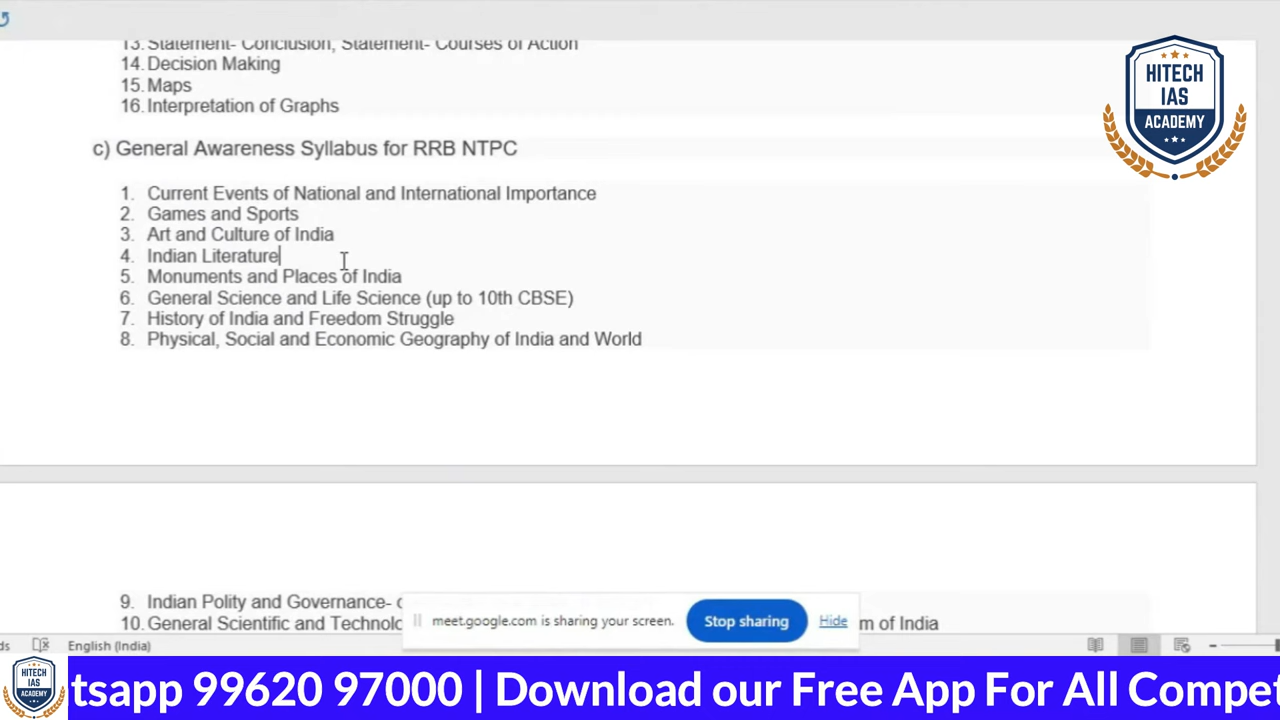 13. Statement- Conclusion, Statement- Courses of Action
14. Decision Making
15. Maps
16. Interpretation of Graphs
c) General Awareness Syllabus for RRB NTPC
1. Current Events of National and International Importance
2. Games and Sports
3. Art and Culture of India
4. Indian Literature
5. Monuments and Places of India
6. General Science and Life Science (up to 10th CBSE)
7. History of India and Freedom Struggle
8. Physical, Social and Economic Geography of India and World
9. Indian Polity and Governance-
10. General Scientific and m of India
meet.google.com is sharing your screen. Stop sharing Hide
English (India)
HITECH
IAS
ACADEMY
HITECH
IAS
ACADEMY
tsapp 99620 97000 | Download our Free App For All Compet